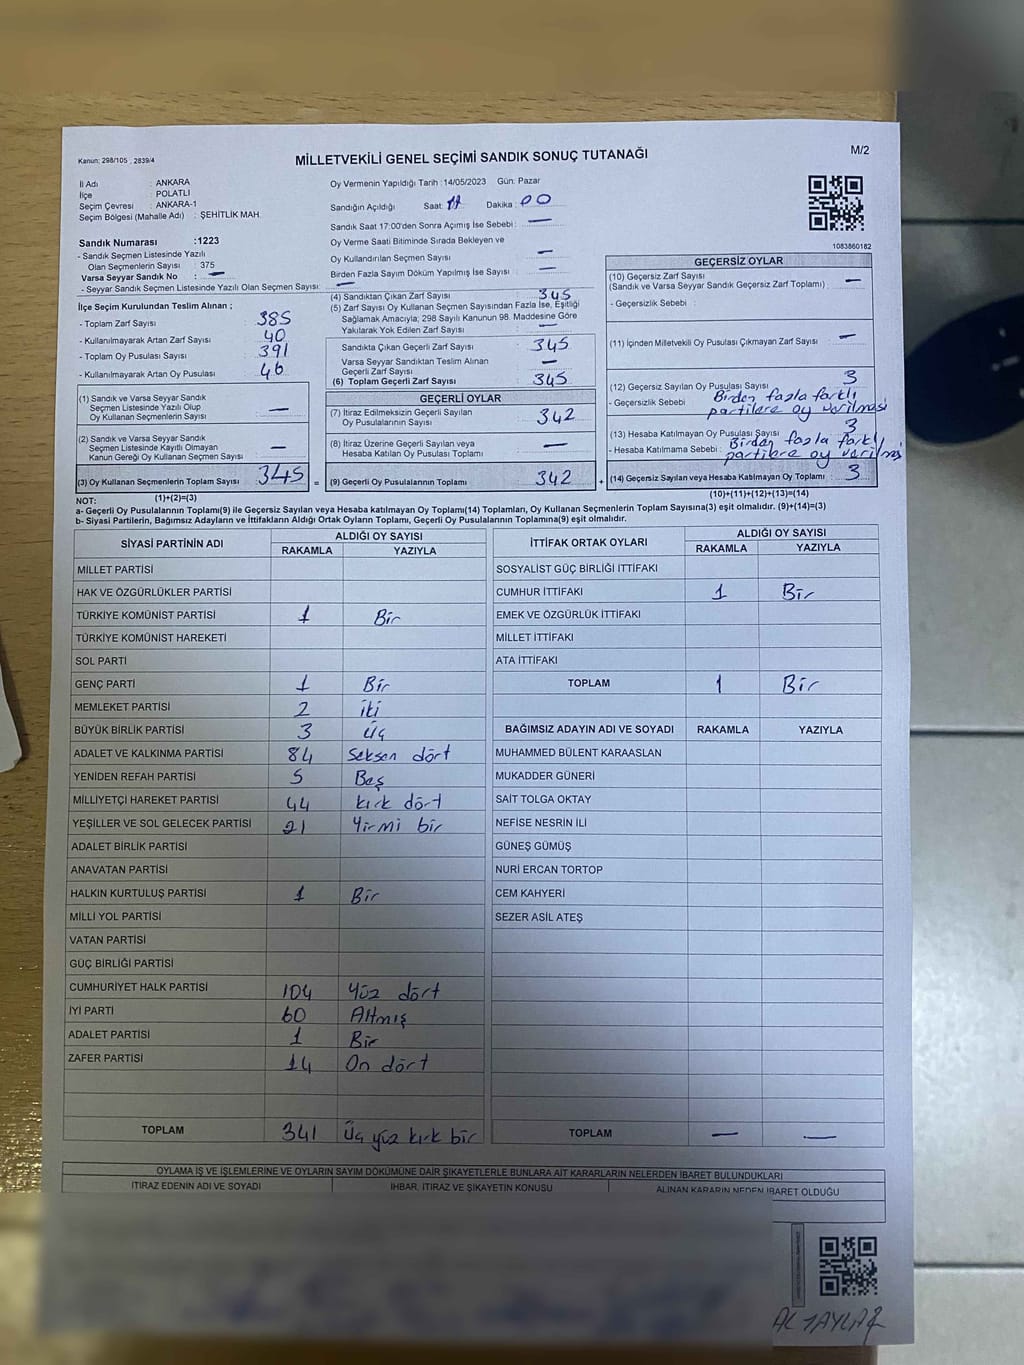 Kanun: 298/105 , 2839/4
MİLLETVEKİLİ GENEL SEÇİMİ SANDIK SONUÇ TUTANAĞI
M/2
İl Adı : ANKARA
İlçe : POLATLI
Seçim Çevresi : ANKARA-1
Seçim Bölgesi (Mahalle Adı) : ŞEHİTLİK MAH.
Sandık Numarası :1223
- Sandık Seçmen Listesinde Yazılı
Olan Seçmenlerin Sayısı : 375
Varsa Seyyar Sandık No : —
- Seyyar Sandık Seçmen Listesinde Yazılı Olan Seçmen Sayısı: —
Oy Vermenin Yapıldığı Tarih :14/05/2023 Gün: Pazar
Sandığın Açıldığı Saat: Dakika : 00
Sandık Saat 17:00'den Sonra Açımış İse Sebebi : —
Oy Verme Saati Bitiminde Sırada Bekleyen ve
Oy Kullandırılan Seçmen Sayısı : —
Birden Fazla Sayım Döküm Yapılmış İse Sayısı : —
1083860182
İlçe Seçim Kurulundan Teslim Alınan ;
- Toplam Zarf Sayısı : 385
- Kullanılmayarak Artan Zarf Sayısı : 40
- Toplam Oy Pusulası Sayısı : 391
- Kullanılmayarak Artan Oy Pusulası : 46
(1) Sandık ve Varsa Seyyar Sandık
Seçmen Listesinde Yazılı Olup
Oy Kullanan Seçmenlerin Sayısı : —
(2) Sandık ve Varsa Seyyar Sandık
Seçmen Listesinde Kayıtlı Olmayan
Kanun Gereği Oy Kullanan Seçmen Sayısı : —
(3) Oy Kullanan Seçmenlerin Toplam Sayısı : 345 =
(4) Sandıktan Çıkan Zarf Sayısı : 345
(5) Zarf Sayısı Oy Kullanan Seçmen Sayısından Fazla İse, Eşitliği
Sağlamak Amacıyla; 298 Sayılı Kanunun 98. Maddesine Göre
Yakılarak Yok Edilen Zarf Sayısı : —
Sandıkta Çıkan Geçerli Zarf Sayısı : 345
Varsa Seyyar Sandıktan Teslim Alınan
Geçerli Zarf Sayısı : —
(6) Toplam Geçerli Zarf Sayısı : 345
GEÇERLİ OYLAR
(7) İtiraz Edilmeksizin Geçerli Sayılan
Oy Pusulasının Sayısı : 342
(8) İtiraz Üzerine Geçerli Sayılan veya
Hesaba Katılan Oy Pusulası Toplamı : —
(9) Geçerli Oy Pusulalarının Toplamı : 342 +
GEÇERSİZ OYLAR
(10) Geçersiz Zarf Sayısı
(Sandık ve Varsa Seyyar Sandık Geçersiz Zarf Toplamı) : —
- Geçersizlik Sebebi :
(11) İçinden Milletvekili Oy Pusulası Çıkmayan Zarf Sayısı : —
(12) Geçersiz Sayılan Oy Pusulası Sayısı : 3
- Geçersizlik Sebebi : Birden fazla farklı
partilere oy verilmesi
(13) Hesaba Katılmayan Oy Pusulası Sayısı : 3
- Hesaba Katılmama Sebebi : Birden fazla farklı
partilere oy verilmesi
(14) Geçersiz Sayılan veya Hesaba Katılmayan Oy Toplamı : 3
NOT: (1)+(2)=(3)
(10)+(11)+(12)+(13)=(14)
a- Geçerli Oy Pusulalarının Toplamı(9) ile Geçersiz Sayılan veya Hesaba katılmayan Oy Toplamı(14) Toplamları, Oy Kullanan Seçmenlerin Toplam Sayısına(3) eşit olmalıdır. (9)+(14)=(3)
b- Siyasi Partilerin, Bağımsız Adayların ve İttifakların Aldığı Ortak Oyların Toplamı, Geçerli Oy Pusulalarının Toplamına(9) eşit olmalıdır.
SİYASİ PARTİNİN ADI ALDIĞI OY SAYISI
RAKAMLA YAZIYLA
MİLLET PARTİSİ
HAK VE ÖZGÜRLÜKLER PARTİSİ
TÜRKİYE KOMÜNİST PARTİSİ 1 Bir
TÜRKİYE KOMÜNİST HAREKETİ
SOL PARTİ
GENÇ PARTİ 1 Bir
MEMLEKET PARTİSİ 2 iki
BÜYÜK BİRLİK PARTİSİ 3 üç
ADALET VE KALKINMA PARTİSİ 84 Seksen dört
YENİDEN REFAH PARTİSİ 5 Beş
MİLLİYETÇİ HAREKET PARTİSİ 44 kırk dört
YEŞİLLER VE SOL GELECEK PARTİSİ 21 Yirmi bir
ADALET BİRLİK PARTİSİ
ANAVATAN PARTİSİ
HALKIN KURTULUŞ PARTİSİ 1 Bir
MİLLİ YOL PARTİSİ
VATAN PARTİSİ
GÜÇ BİRLİĞİ PARTİSİ
CUMHURİYET HALK PARTİSİ 104 Yüz dört
İYİ PARTİ 60 Altmış
ADALET PARTİSİ 1 Bir
ZAFER PARTİSİ 14 On dört
TOPLAM 341 Üç yüz kırk bir
İTTİFAK ORTAK OYLARI ALDIĞI OY SAYISI
RAKAMLA YAZIYLA
SOSYALİST GÜÇ BİRLİĞİ İTTİFAKI
CUMHUR İTTİFAKI 1 Bir
EMEK VE ÖZGÜRLÜK İTTİFAKI
MİLLET İTTİFAKI
ATA İTTİFAKI
TOPLAM 1 Bir
BAĞIMSIZ ADAYIN ADI VE SOYADI RAKAMLA YAZIYLA
MUHAMMED BÜLENT KARAASLAN
MUKADDER GÜNERİ
SAİT TOLGA OKTAY
NEFİSE NESRİN İLİ
GÜNEŞ GÜMÜŞ
NURİ ERCAN TORTOP
CEM KAHYERİ
SEZER ASİL ATEŞ
TOPLAM — —
OYLAMA İŞ VE İŞLEMLERİNE VE OYLARIN SAYIM DÖKÜMÜNE DAİR ŞİKAYETLERLE BUNLARA AİT KARARLARIN NELERDEN İBARET BULUNDUKLARI
İTİRAZ EDENİN ADI VE SOYADI İHBAR, İTİRAZ VE ŞİKAYETİN KONUSU ALINAN KARARIN NEDEN İBARET OLDUĞU